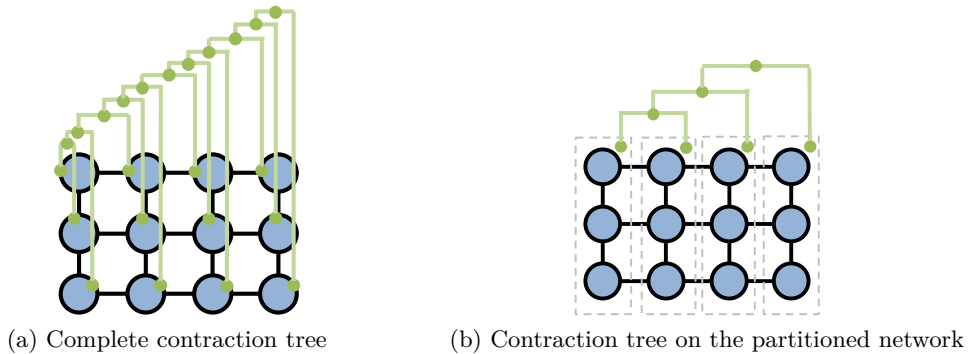 (a) Complete contraction tree
(b) Contraction tree on the partitioned network